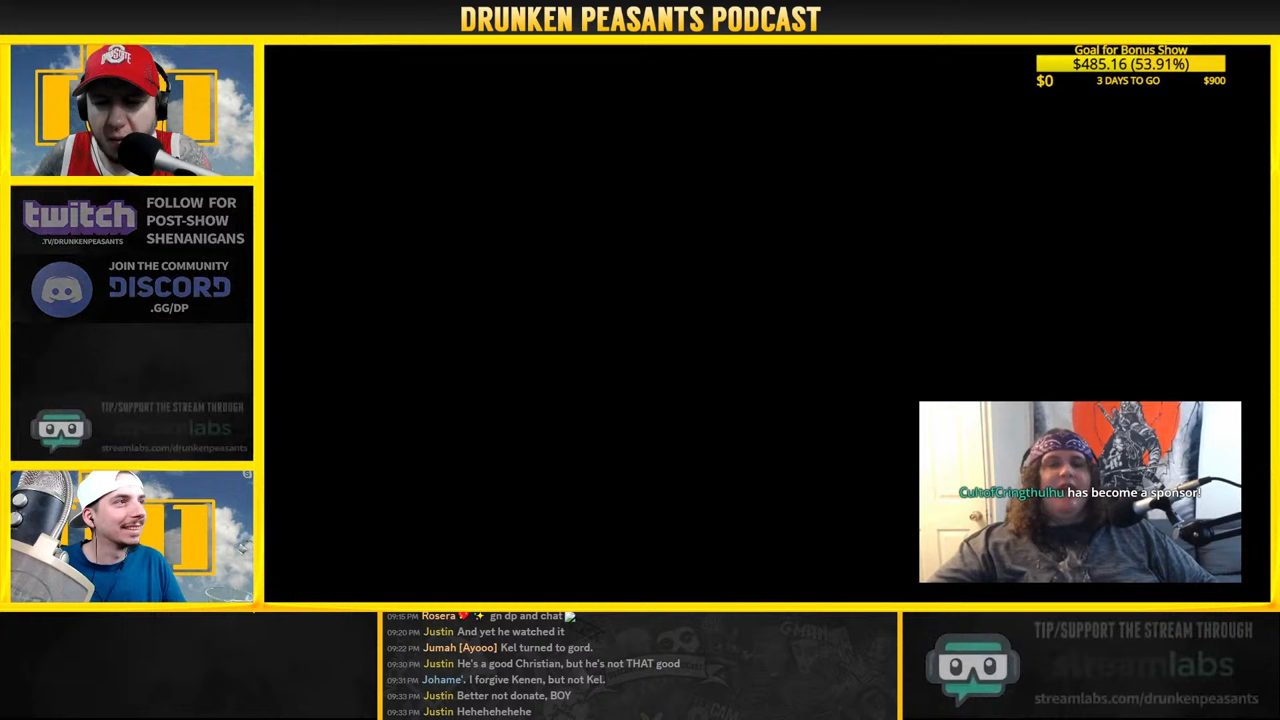 DRUNKEN PEASANTS PODCAST
Goal for Bonus Show
$485.16 (53.91%)
$0 3 DAYS TO GO $900
twitch
.TV/DRUNKENPEASANTS
FOLLOW FOR
POST-SHOW
SHENANIGANS
JOIN THE COMMUNITY
DISCORD
.GG/DP
TIP/SUPPORT THE STREAM THROUGH
streamlabs
streamlabs.com/drunkenpeasants
CultofCringthulhu has become a sponsor!
09:15 PM Rosera gn dp and chat
09:20 PM Justin And yet he watched it
09:22 PM Jumah [Ayooo] Kel turned to gord.
09:30 PM Justin He's a good Christian, but he's not THAT good
09:31 PM Johame'. I forgive Kenen, but not Kel.
09:33 PM Justin Better not donate, BOY
09:33 PM Justin Hehehehehehe
TIP/SUPPORT THE STREAM THROUGH
streamlabs
streamlabs.com/drunkenpeasants